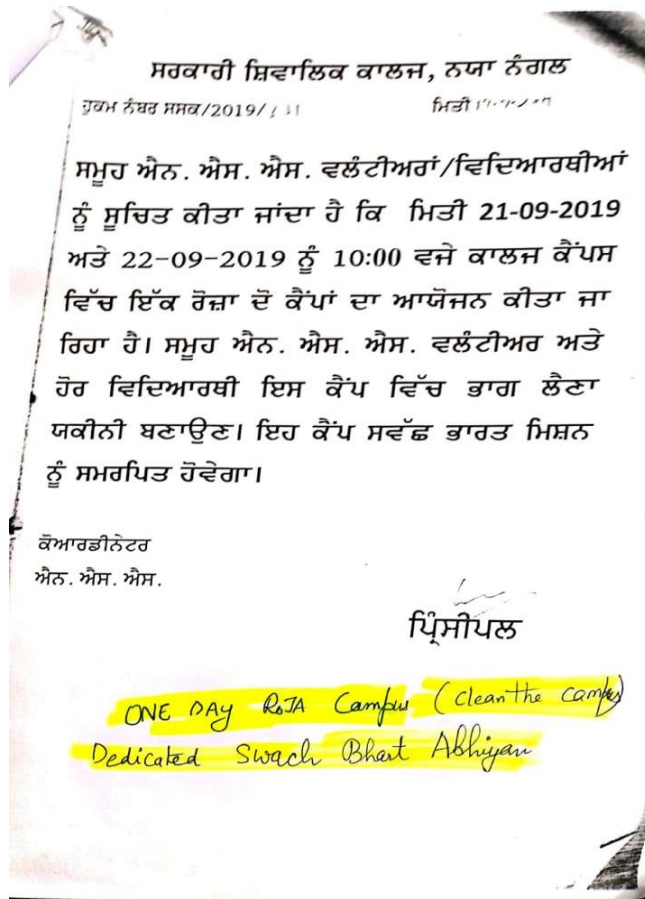 ਸਰਕਾਰੀ ਸ਼ਿਵਾਲਿਕ ਕਾਲਜ, ਨਯਾ ਨੰਗਲ
ਹੁਕਮ ਨੰਬਰ ਸਸਕ/2019/ ਮਿਤੀ
ਸਮੂਹ ਐਨ. ਐਸ. ਐਸ. ਵਲੰਟੀਅਰਾਂ/ਵਿਦਿਆਰਥੀਆਂ
ਨੂੰ ਸੂਚਿਤ ਕੀਤਾ ਜਾਂਦਾ ਹੈ ਕਿ ਮਿਤੀ 21-09-2019
ਅਤੇ 22-09-2019 ਨੂੰ 10:00 ਵਜੇ ਕਾਲਜ ਕੈਂਪਸ
ਵਿੱਚ ਇੱਕ ਰੋਜ਼ਾ ਦੋ ਕੈਂਪਾਂ ਦਾ ਆਯੋਜਨ ਕੀਤਾ ਜਾ
ਰਿਹਾ ਹੈ। ਸਮੂਹ ਐਨ. ਐਸ. ਐਸ. ਵਲੰਟੀਅਰ ਅਤੇ
ਹੋਰ ਵਿਦਿਆਰਥੀ ਇਸ ਕੈਂਪ ਵਿੱਚ ਭਾਗ ਲੈਣਾ
ਯਕੀਨੀ ਬਣਾਉਣ। ਇਹ ਕੈਂਪ ਸਵੱਛ ਭਾਰਤ ਮਿਸ਼ਨ
ਨੂੰ ਸਮਰਪਿਤ ਹੋਵੇਗਾ।
ਕੋਆਰਡੀਨੇਟਰ
ਐਨ. ਐਸ. ਐਸ.
ਪ੍ਰਿੰਸੀਪਲ
ONE DAY ROJA Campus (clean the campus)
Dedicated Swach Bhart Abhiyan